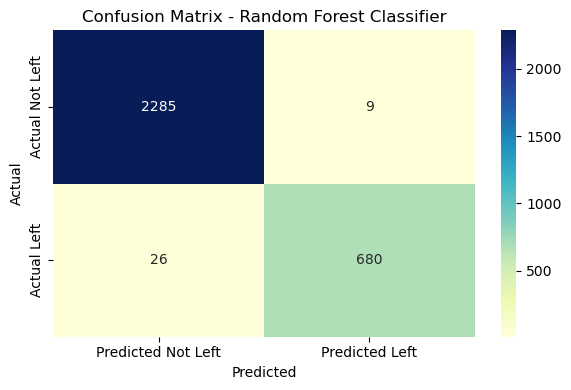 Confusion Matrix - Random Forest Classifier
Actual
Actual Not Left
2285
9
Actual Left
26
680
Predicted Not Left
Predicted Left
Predicted
2000
1500
1000
500